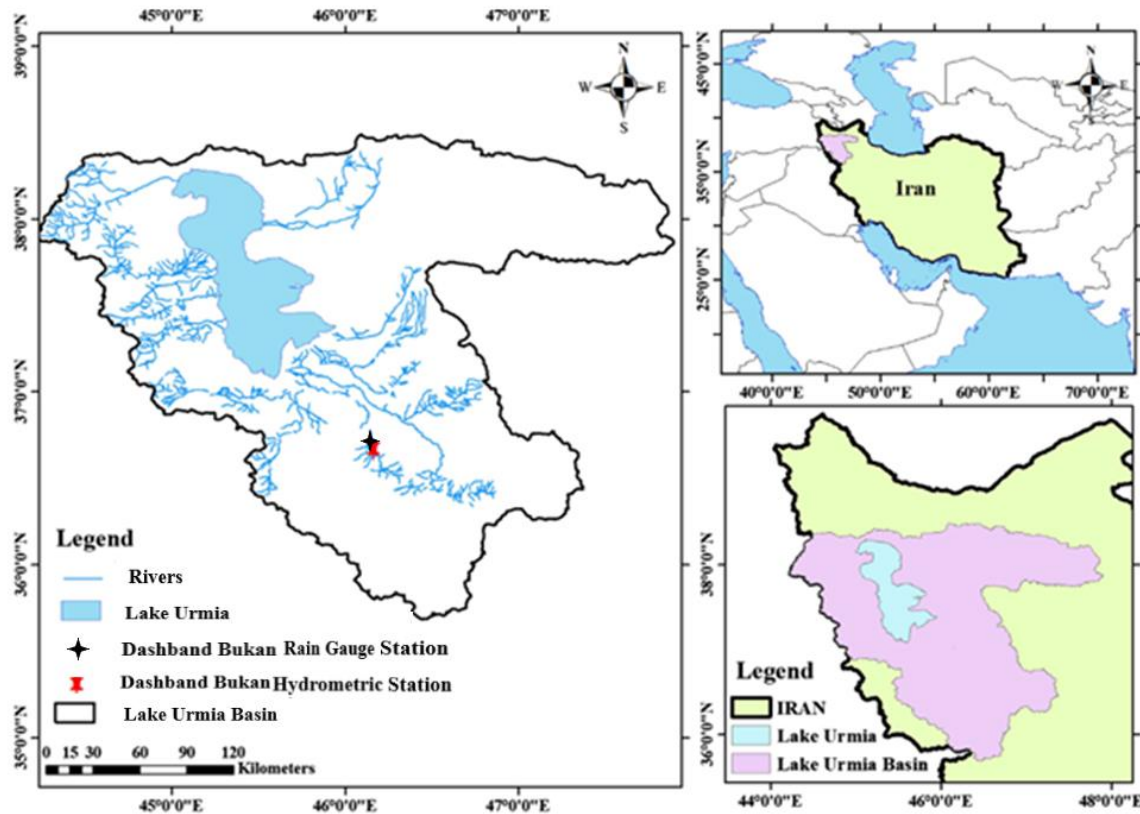 45°0'0"E 46°0'0"E 47°0'0"E
39°0'0"N
38°0'0"N
37°0'0"N
36°0'0"N
35°0'0"N
N
W E
S
Legend
Rivers
Lake Urmia
Dashband Bukan Rain Gauge Station
Dashband Bukan Hydrometric Station
Lake Urmia Basin
0 15 30 60 90 120
Kilometers
45°0'0"E 46°0'0"E 47°0'0"E
N
W E
S
45°0'0"N
35°0'0"N
25°0'0"N
Iran
40°0'0"E 50°0'0"E 60°0'0"E 70°0'0"E
38°0'0"N
36°0'0"N
Legend
IRAN
Lake Urmia
Lake Urmia Basin
44°0'0"E 46°0'0"E 48°0'0"E